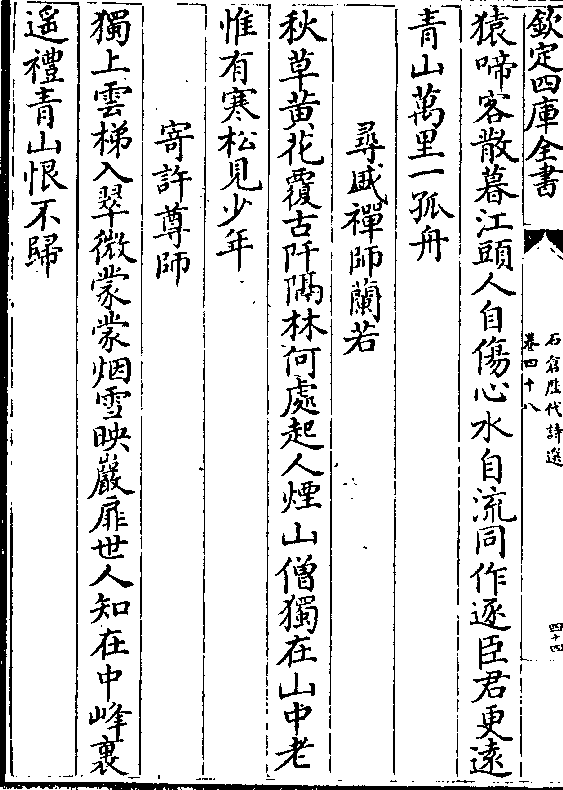 欽定四庫全書
石倉歷代詩選
卷四十八
四十四
猿啼客散暮江頭人自傷心水自流同作逐臣君更遠
青山萬里一孤舟
尋盛禪師蘭若
秋草黄花覆古阡隔林何處起人煙山僧獨在山中老
惟有寒松見少年
寄許尊師
獨上雲梯入翠微蒙蒙烟雪映巖扉世人知在中峰裏
遥禮青山恨不歸